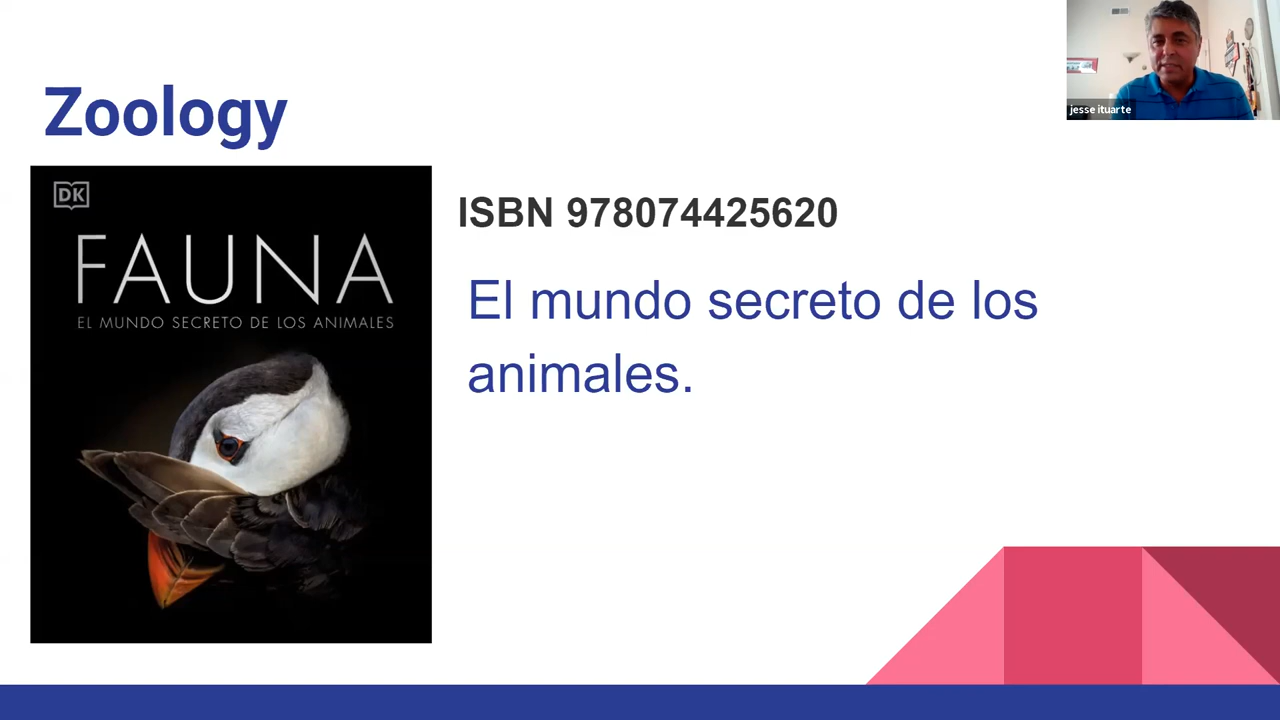 Zoology
jesse ituarte
DK
FAUNA
EL MUNDO SECRETO DE LOS ANIMALES
ISBN 978074425620
El mundo secreto de los
animales.